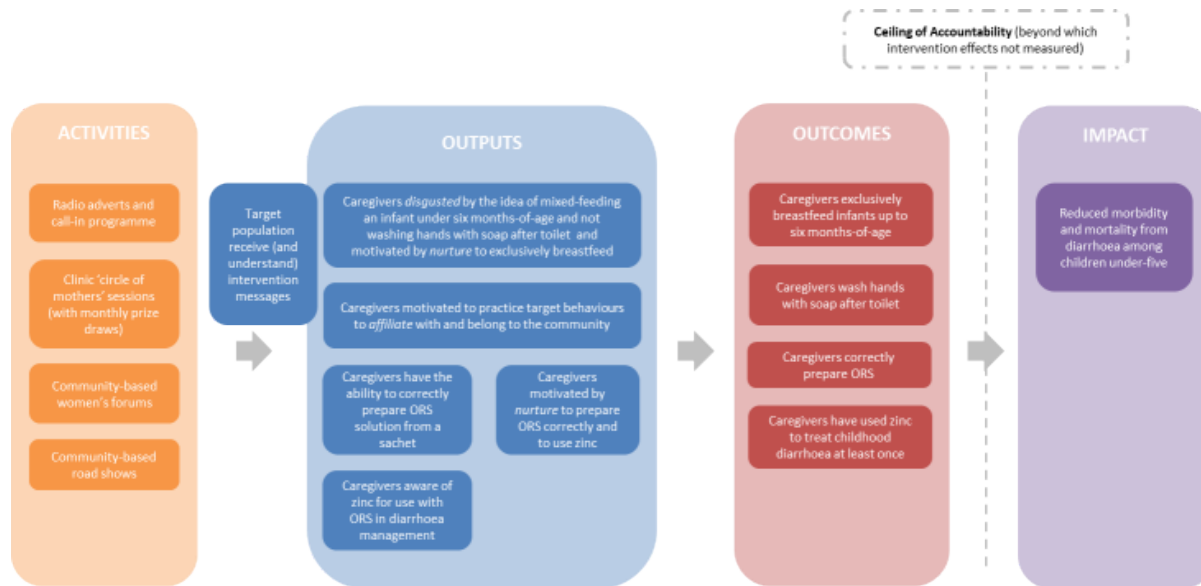 Ceiling of Accountability (beyond which
intervention effects not measured)
ACTIVITIES
Radio adverts and
call-in programme
Clinic 'circle of
mothers' sessions
(with monthly prize
draws)
Community-based
women's forums
Community-based
road shows
Target
population
receive (and
understand)
intervention
messages
OUTPUTS
Caregivers disgusted by the idea of mixed-feeding
an infant under six months-of-age and not
washing hands with soap after toilet and
motivated by nurture to exclusively breastfeed
Caregivers motivated to practice target behaviours
to affiliate with and belong to the community
Caregivers have the
ability to correctly
prepare ORS
solution from a
sachet
Caregivers
motivated by
nurture to prepare
ORS correctly and
to use zinc
Caregivers aware of
zinc for use with
ORS in diarrhoea
management
OUTCOMES
Caregivers exclusively
breastfeed infants up to
six months-of-age
Caregivers wash hands
with soap after toilet
Caregivers correctly
prepare ORS
Caregivers have used zinc
to treat childhood
diarrhoea at least once
IMPACT
Reduced morbidity
and mortality from
diarrhoea among
children under-five